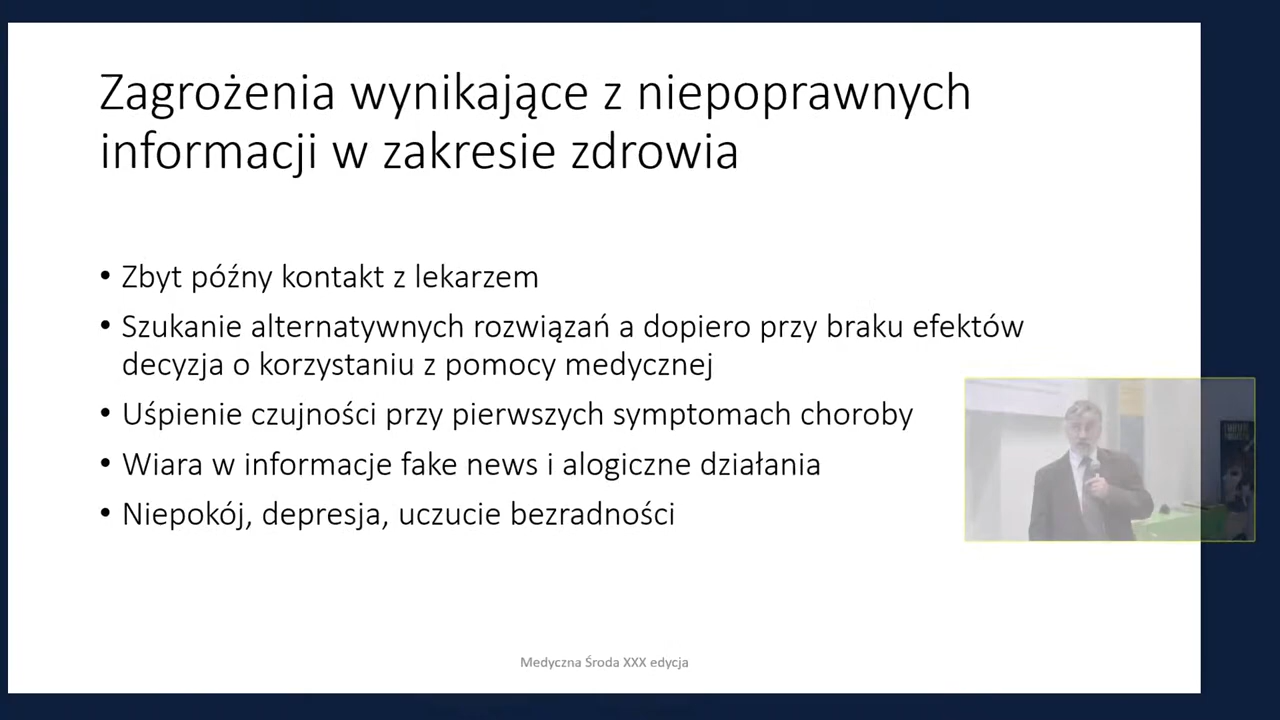 Zagrożenia wynikające z niepoprawnych
informacji w zakresie zdrowia
• Zbyt późny kontakt z lekarzem
• Szukanie alternatywnych rozwiązań a dopiero przy braku efektów
decyzja o korzystaniu z pomocy medycznej
• Uśpienie czujności przy pierwszych symptomach choroby
• Wiara w informacje fake news i alogiczne działania
• Niepokój, depresja, uczucie bezradności
Medyczna Środa XXX edycja